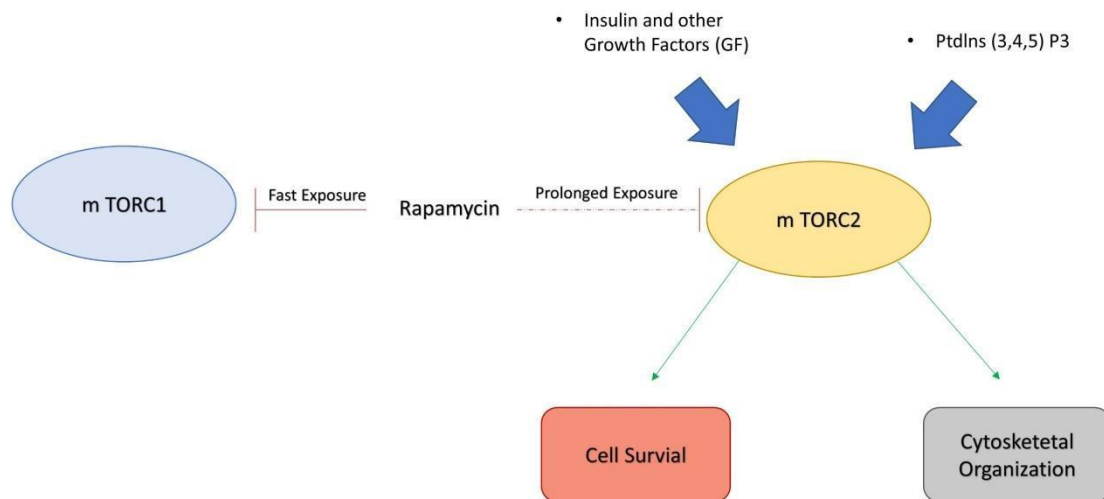 • Insulin and other
Growth Factors (GF)
• Ptdlns (3,4,5) P3
m TORC1
Fast Exposure
Rapamycin
Prolonged Exposure
m TORC2
Cell Survial
Cytosketetal
Organization